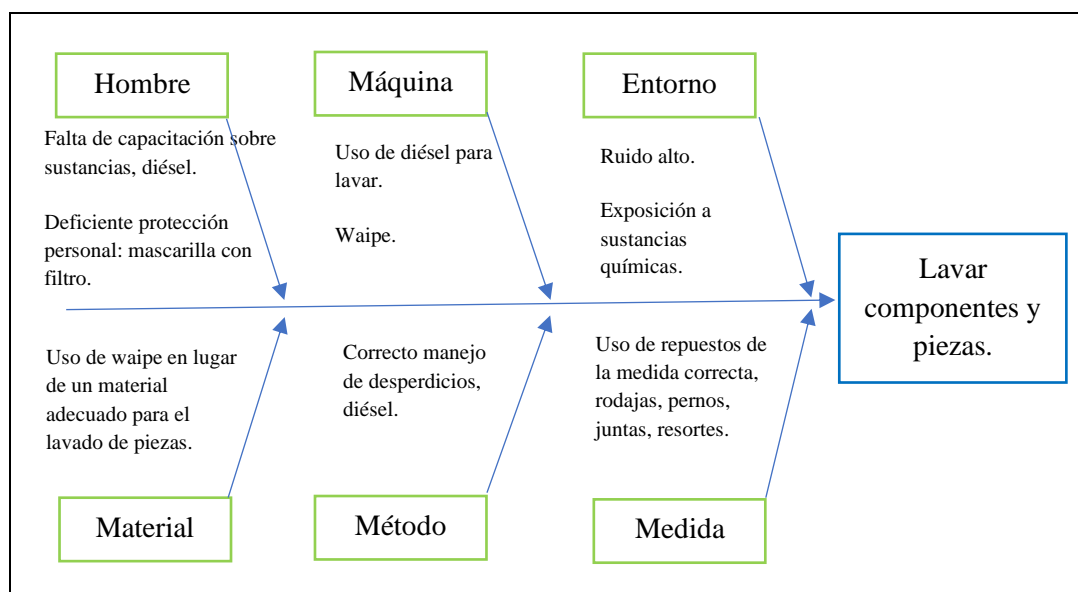 Hombre
Falta de capacitación sobre
sustancias, diésel.
Deficiente protección
personal: mascarilla con
filtro.
Máquina
Uso de diésel para
lavar.
Waipe.
Entorno
Ruido alto.
Exposición a
sustancias
químicas.
Lavar
componentes y
piezas.
Uso de waipe en lugar
de un material
adecuado para el
lavado de piezas.
Material
Correcto manejo
de desperdicios,
diésel.
Método
Uso de repuestos de
la medida correcta,
rodajas, pernos,
juntas, resortes.
Medida